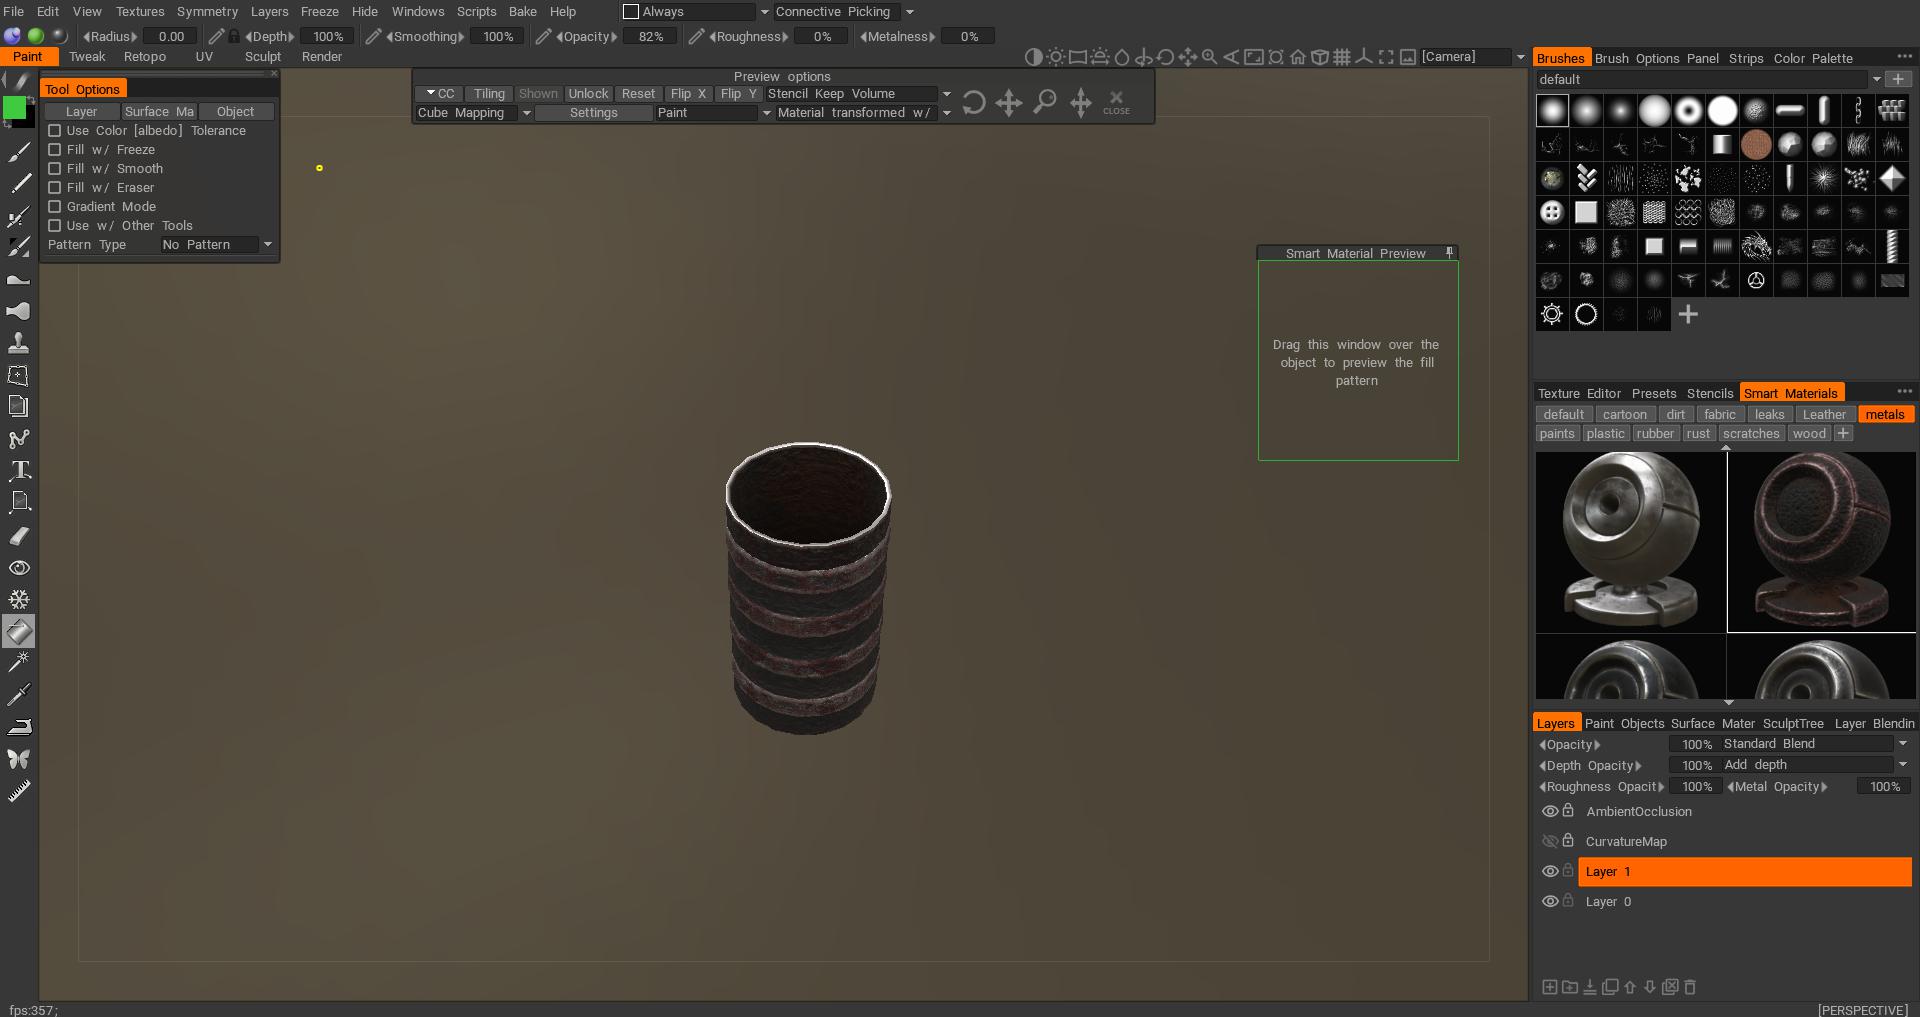 File Edit View Textures Symmetry Layers Freeze Hide Windows Scripts Bake Help Always Connective Picking
Radius 0.00 Depth 100% Smoothing 100% Opacity 82% Roughness 0% Metalness 0%
Paint Tweak Retopo UV Sculpt Render [Camera]
Tool Options
Layer Surface Ma Object
Use Color [albedo] Tolerance
Fill w/ Freeze
Fill w/ Smooth
Fill w/ Eraser
Gradient Mode
Use w/ Other Tools
Pattern Type No Pattern
Preview options
CC Tiling Shown Unlock Reset Flip X Flip Y Stencil Keep Volume
Cube Mapping Settings Paint Material transformed w/
CLOSE
Smart Material Preview
Drag this window over the
object to preview the fill
pattern
Brushes Brush Options Panel Strips Color Palette
default
Texture Editor Presets Stencils Smart Materials
default cartoon dirt fabric leaks Leather metals
paints plastic rubber rust scratches wood
Layers Paint Objects Surface Mater SculptTree Layer Blendin
Opacity 100% Standard Blend
Depth Opacity 100% Add depth
Roughness Opacit 100% Metal Opacity 100%
AmbientOcclusion
CurvatureMap
Layer 1
Layer 0
fps:357; [PERSPECTIVE]